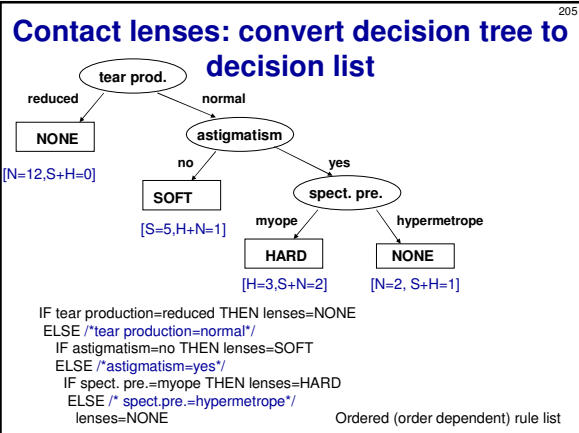 205
Contact lenses: convert decision tree to
decision list
tear prod.
reduced
normal
NONE
astigmatism
[N=12,S+H=0]
no
yes
SOFT
spect. pre.
[S=5,H+N=1]
myope
hypermetrope
HARD
NONE
[H=3,S+N=2]
[N=2, S+H=1]
IF tear production=reduced THEN lenses=NONE
ELSE /*tear production=normal*/
IF astigmatism=no THEN lenses=SOFT
ELSE /*astigmatism=yes*/
IF spect. pre.=myope THEN lenses=HARD
ELSE /* spect.pre.=hypermetrope*/
lenses=NONE
Ordered (order dependent) rule list